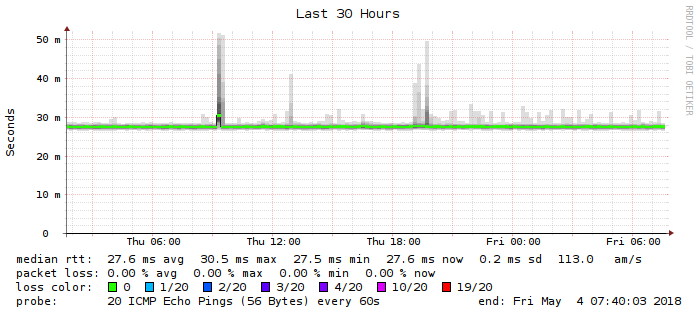 Last 30 Hours
RRDTOOL / TOBI OETIKER
Seconds
50 m
40 m
30 m
20 m
10 m
0
Thu 06:00 Thu 12:00 Thu 18:00 Fri 00:00 Fri 06:00
median rtt: 27.6 ms avg 30.5 ms max 27.5 ms min 27.6 ms now 0.2 ms sd 113.0 am/s
packet loss: 0.00 % avg 0.00 % max 0.00 % min 0.00 % now
loss color: 0 1/20 2/20 3/20 4/20 10/20 19/20
probe: 20 ICMP Echo Pings (56 Bytes) every 60s end: Fri May 4 07:40:03 2018